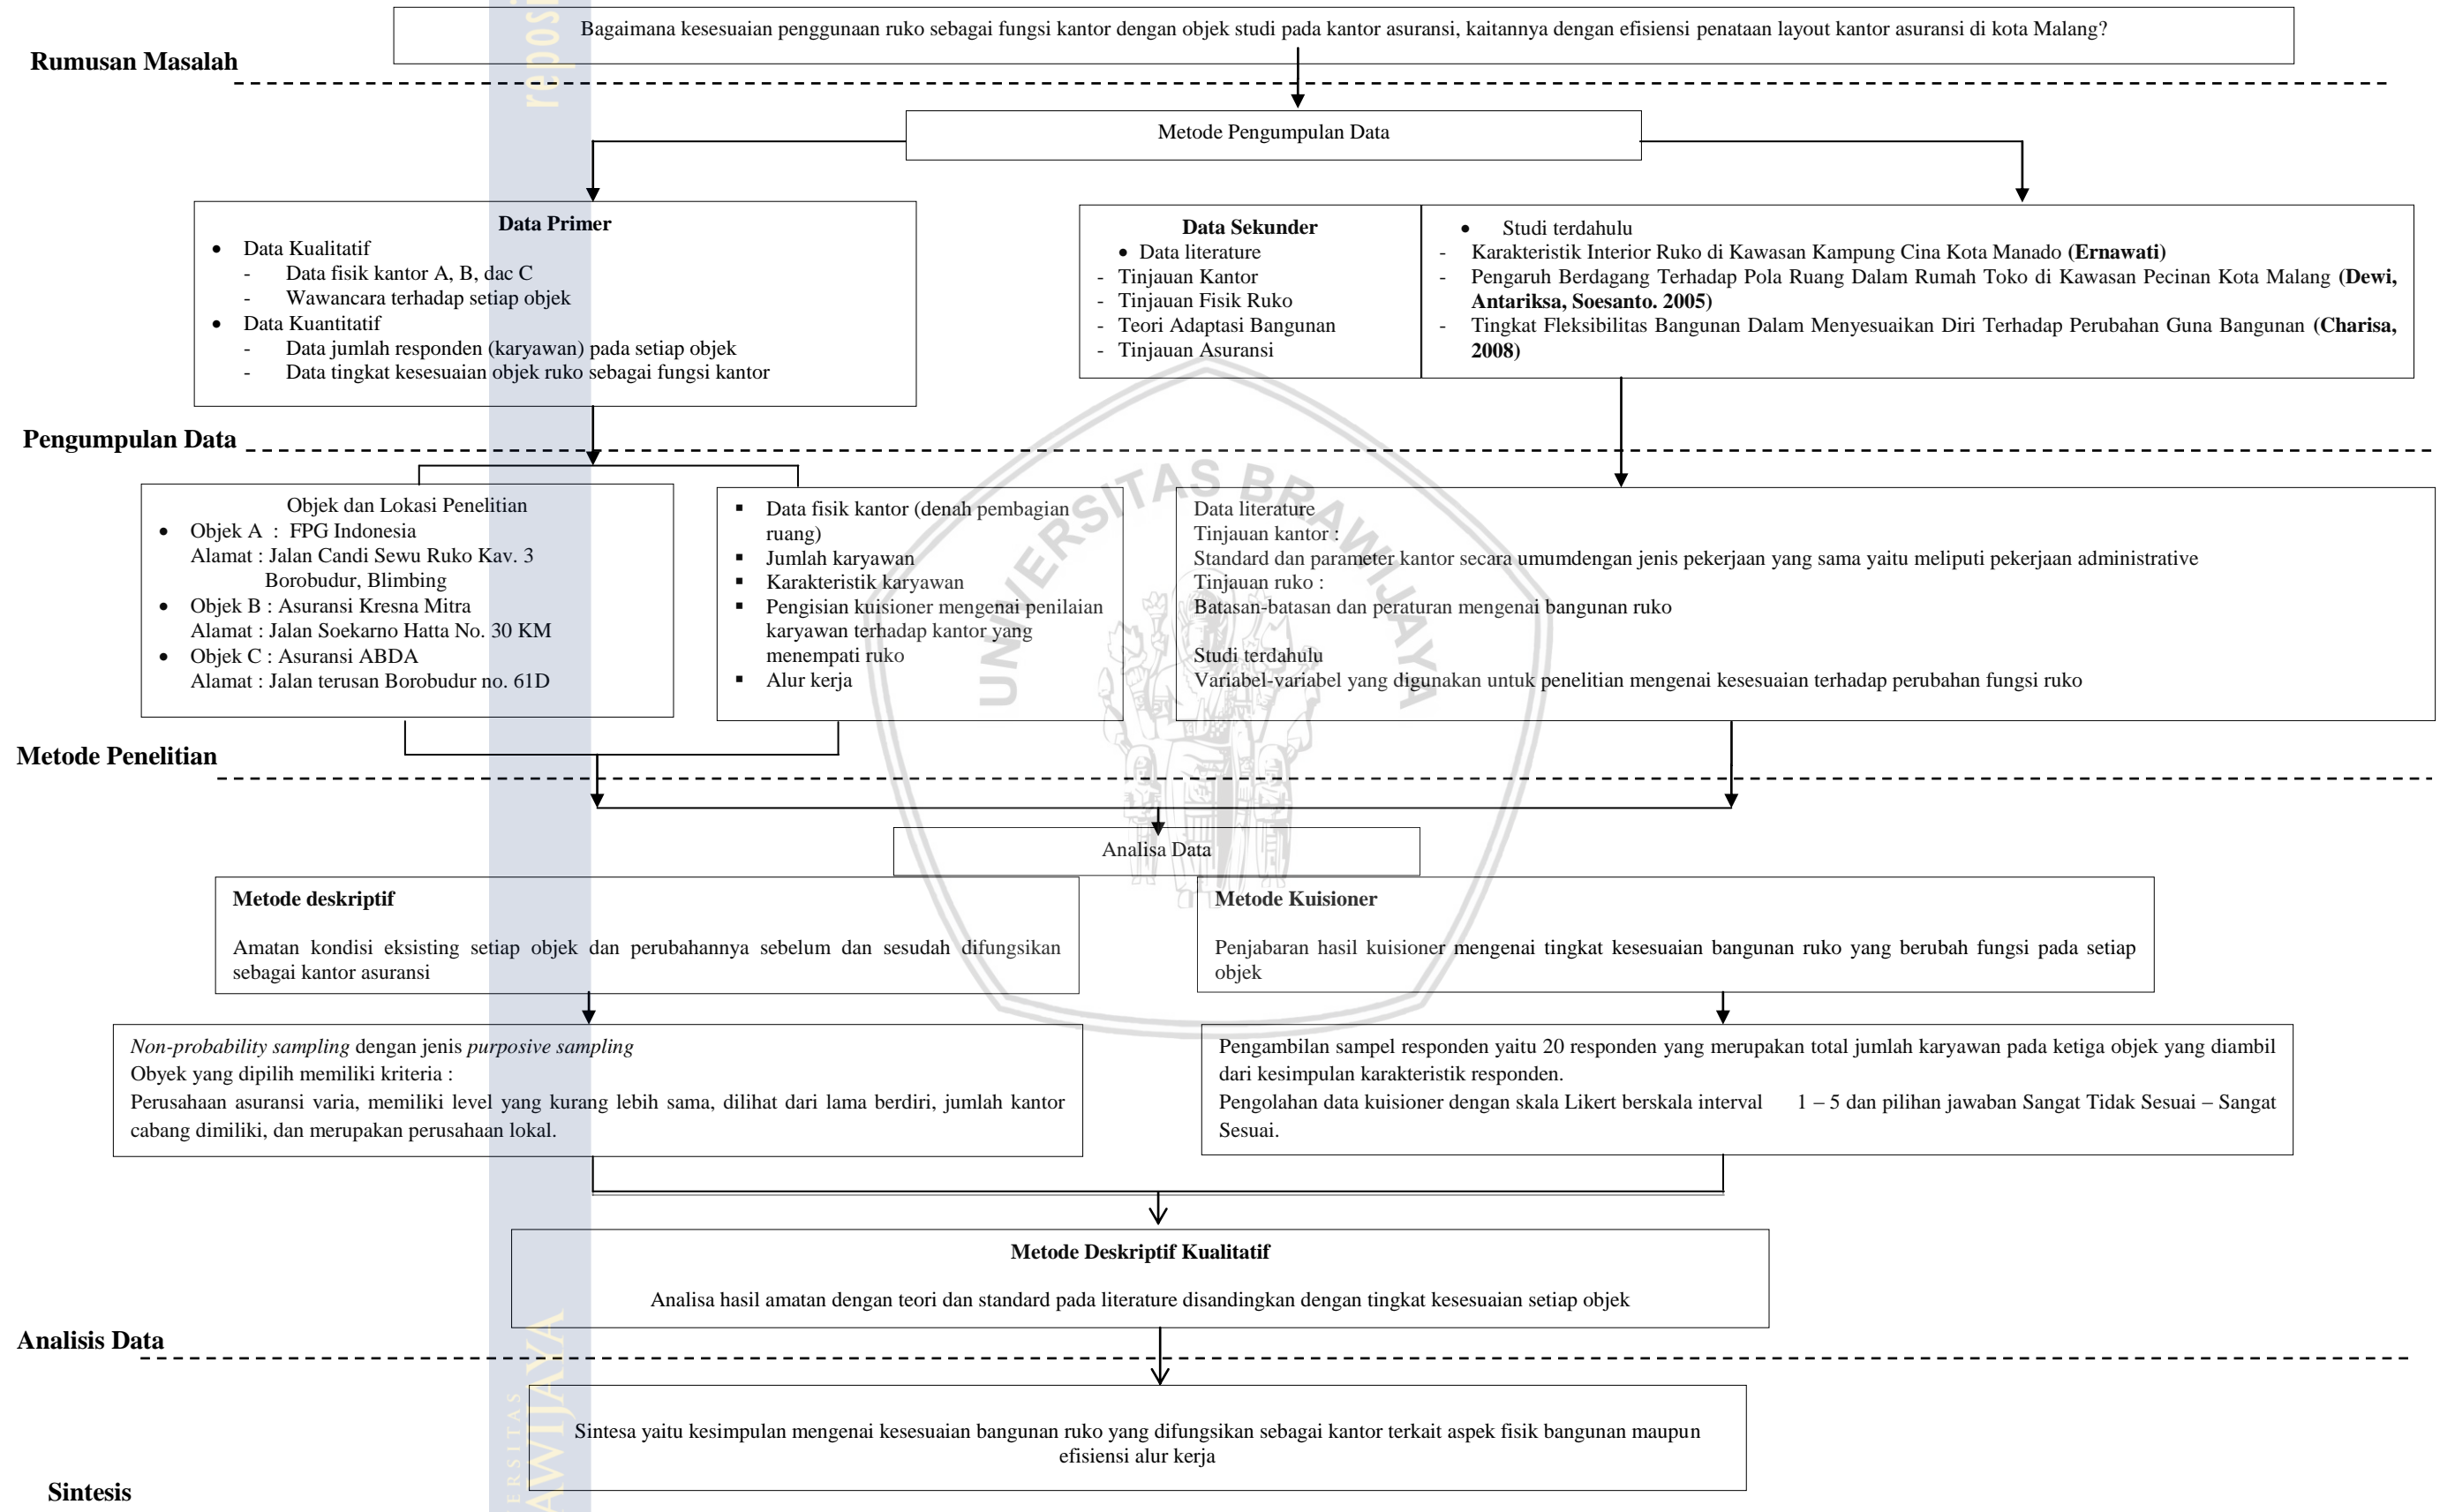 Bagaimana kesesuaian penggunaan ruko sebagai fungsi kantor dengan objek studi pada kantor asuransi, kaitannya dengan efisiensi penataan layout kantor asuransi di kota Malang?
Rumusan Masalah
Metode Pengumpulan Data
Data Primer
• Data Kualitatif
- Data fisik kantor A, B, dac C
- Wawancara terhadap setiap objek
• Data Kuantitatif
- Data jumlah responden (karyawan) pada setiap objek
- Data tingkat kesesuaian objek ruko sebagai fungsi kantor
Data Sekunder
• Data literature
- Tinjauan Kantor
- Tinjauan Fisik Ruko
- Teori Adaptasi Bangunan
- Tinjauan Asuransi
• Studi terdahulu
- Karakteristik Interior Ruko di Kawasan Kampung Cina Kota Manado (Ernawati)
- Pengaruh Berdagang Terhadap Pola Ruang Dalam Rumah Toko di Kawasan Pecinan Kota Malang (Dewi,
Antariksa, Soesanto. 2005)
- Tingkat Fleksibilitas Bangunan Dalam Menyesuaikan Diri Terhadap Perubahan Guna Bangunan (Charisa,
2008)
Pengumpulan Data
Objek dan Lokasi Penelitian
• Objek A : FPG Indonesia
Alamat : Jalan Candi Sewu Ruko Kav. 3
Borobudur, Blimbing
• Objek B : Asuransi Kresna Mitra
Alamat : Jalan Soekarno Hatta No. 30 KM
• Objek C : Asuransi ABDA
Alamat : Jalan terusan Borobudur no. 61D
▪ Data fisik kantor (denah pembagian
ruang)
▪ Jumlah karyawan
▪ Karakteristik karyawan
▪ Pengisian kuisioner mengenai penilaian
karyawan terhadap kantor yang
menempati ruko
▪ Alur kerja
Data literature
Tinjauan kantor :
Standard dan parameter kantor secara umumdengan jenis pekerjaan yang sama yaitu meliputi pekerjaan administrative
Tinjauan ruko :
Batasan-batasan dan peraturan mengenai bangunan ruko
Studi terdahulu
Variabel-variabel yang digunakan untuk penelitian mengenai kesesuaian terhadap perubahan fungsi ruko
UNIVERSITAS BRAWIJAYA
Metode Penelitian
Analisa Data
Metode deskriptif
Amatan kondisi eksisting setiap objek dan perubahannya sebelum dan sesudah difungsikan
sebagai kantor asuransi
Metode Kuisioner
Penjabaran hasil kuisioner mengenai tingkat kesesuaian bangunan ruko yang berubah fungsi pada setiap
objek
Non-probability sampling dengan jenis purposive sampling
Obyek yang dipilih memiliki kriteria :
Perusahaan asuransi varia, memiliki level yang kurang lebih sama, dilihat dari lama berdiri, jumlah kantor
cabang dimiliki, dan merupakan perusahaan lokal.
Pengambilan sampel responden yaitu 20 responden yang merupakan total jumlah karyawan pada ketiga objek yang diambil
dari kesimpulan karakteristik responden.
Pengolahan data kuisioner dengan skala Likert berskala interval 1 – 5 dan pilihan jawaban Sangat Tidak Sesuai – Sangat
Sesuai.
Metode Deskriptif Kualitatif
Analisa hasil amatan dengan teori dan standard pada literature disandingkan dengan tingkat kesesuaian setiap objek
Analisis Data
Sintesa yaitu kesimpulan mengenai kesesuaian bangunan ruko yang difungsikan sebagai kantor terkait aspek fisik bangunan maupun
efisiensi alur kerja
Sintesis